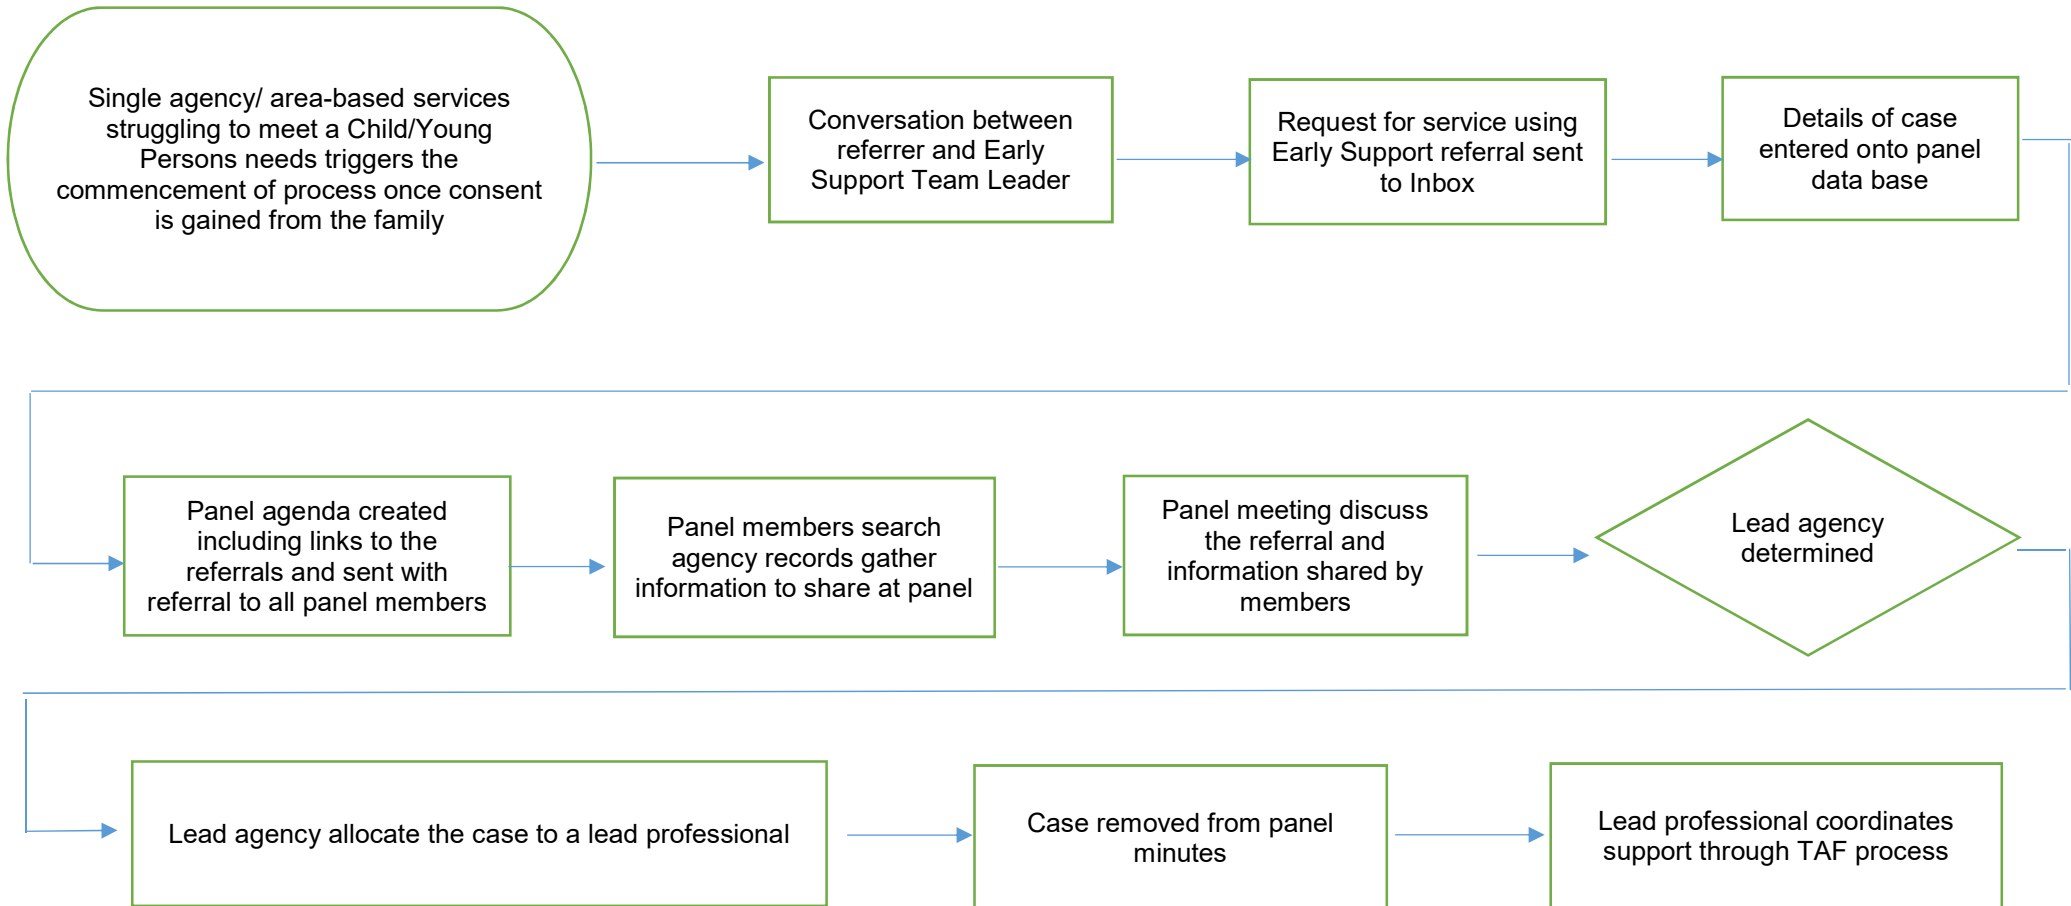 Single agency/ area-based services
struggling to meet a Child/Young
Persons needs triggers the
commencement of process once consent
is gained from the family
Conversation between
referrer and Early
Support Team Leader
Request for service using
Early Support referral sent
to Inbox
Details of case
entered onto panel
data base
Panel agenda created
including links to the
referrals and sent with
referral to all panel members
Panel members search
agency records gather
information to share at panel
Panel meeting discuss
the referral and
information shared by
members
Lead agency
determined
Lead agency allocate the case to a lead professional
Case removed from panel
minutes
Lead professional coordinates
support through TAF process